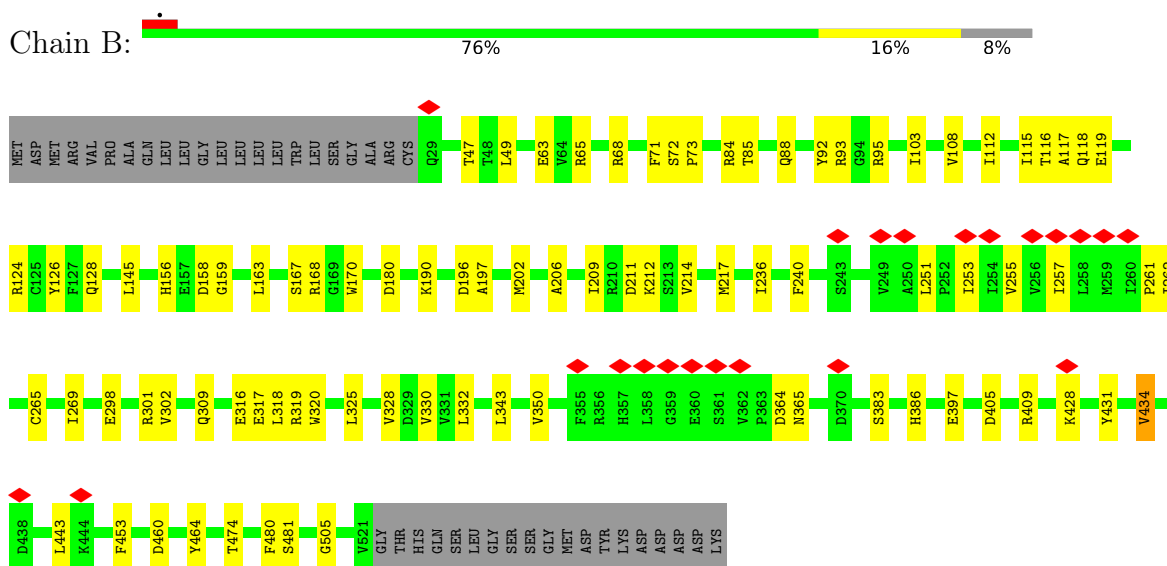 Chain B:
76% 16% 8%
MET ASP MET ARG VAL PRO ALA GLN LEU LEU GLY LEU LEU LEU LEU TRP LEU SER GLY ALA ARG CYS Q29 T47 T48 L49 E63 V64 R65 R68 F71 S72 P73 R84 T85 Q88 Y92 R93 G94 R95 I103 V108 I112 I115 T116 A117 Q118 E119
R124 C125 Y126 F127 Q128 L145 H156 E157 D158 G159 L163 S167 R168 G169 W170 D180 K190 D196 A197 M202 A206 I209 R210 D211 K212 S213 V214 M217 I236 F240 S243 V249 A250 L251 P252 I253 I254 V255 V256 I257 L258 M259 I260 P261
C265 I269 E298 R301 V302 Q309 E316 E317 L318 R319 W320 L325 V328 D329 V330 V331 L332 L343 V350 F355 R356 H357 L358 G359 E360 S361 V362 P363 D364 N365 D370 S383 H386 E397 D405 R409 K428 Y431 V434
D438 L443 K444 F453 D460 Y464 T474 F480 S481 G505 V521 GLY THR HIS GLN SER LEU GLY SER SER GLY MET ASP TYR LYS ASP ASP ASP ASP LYS